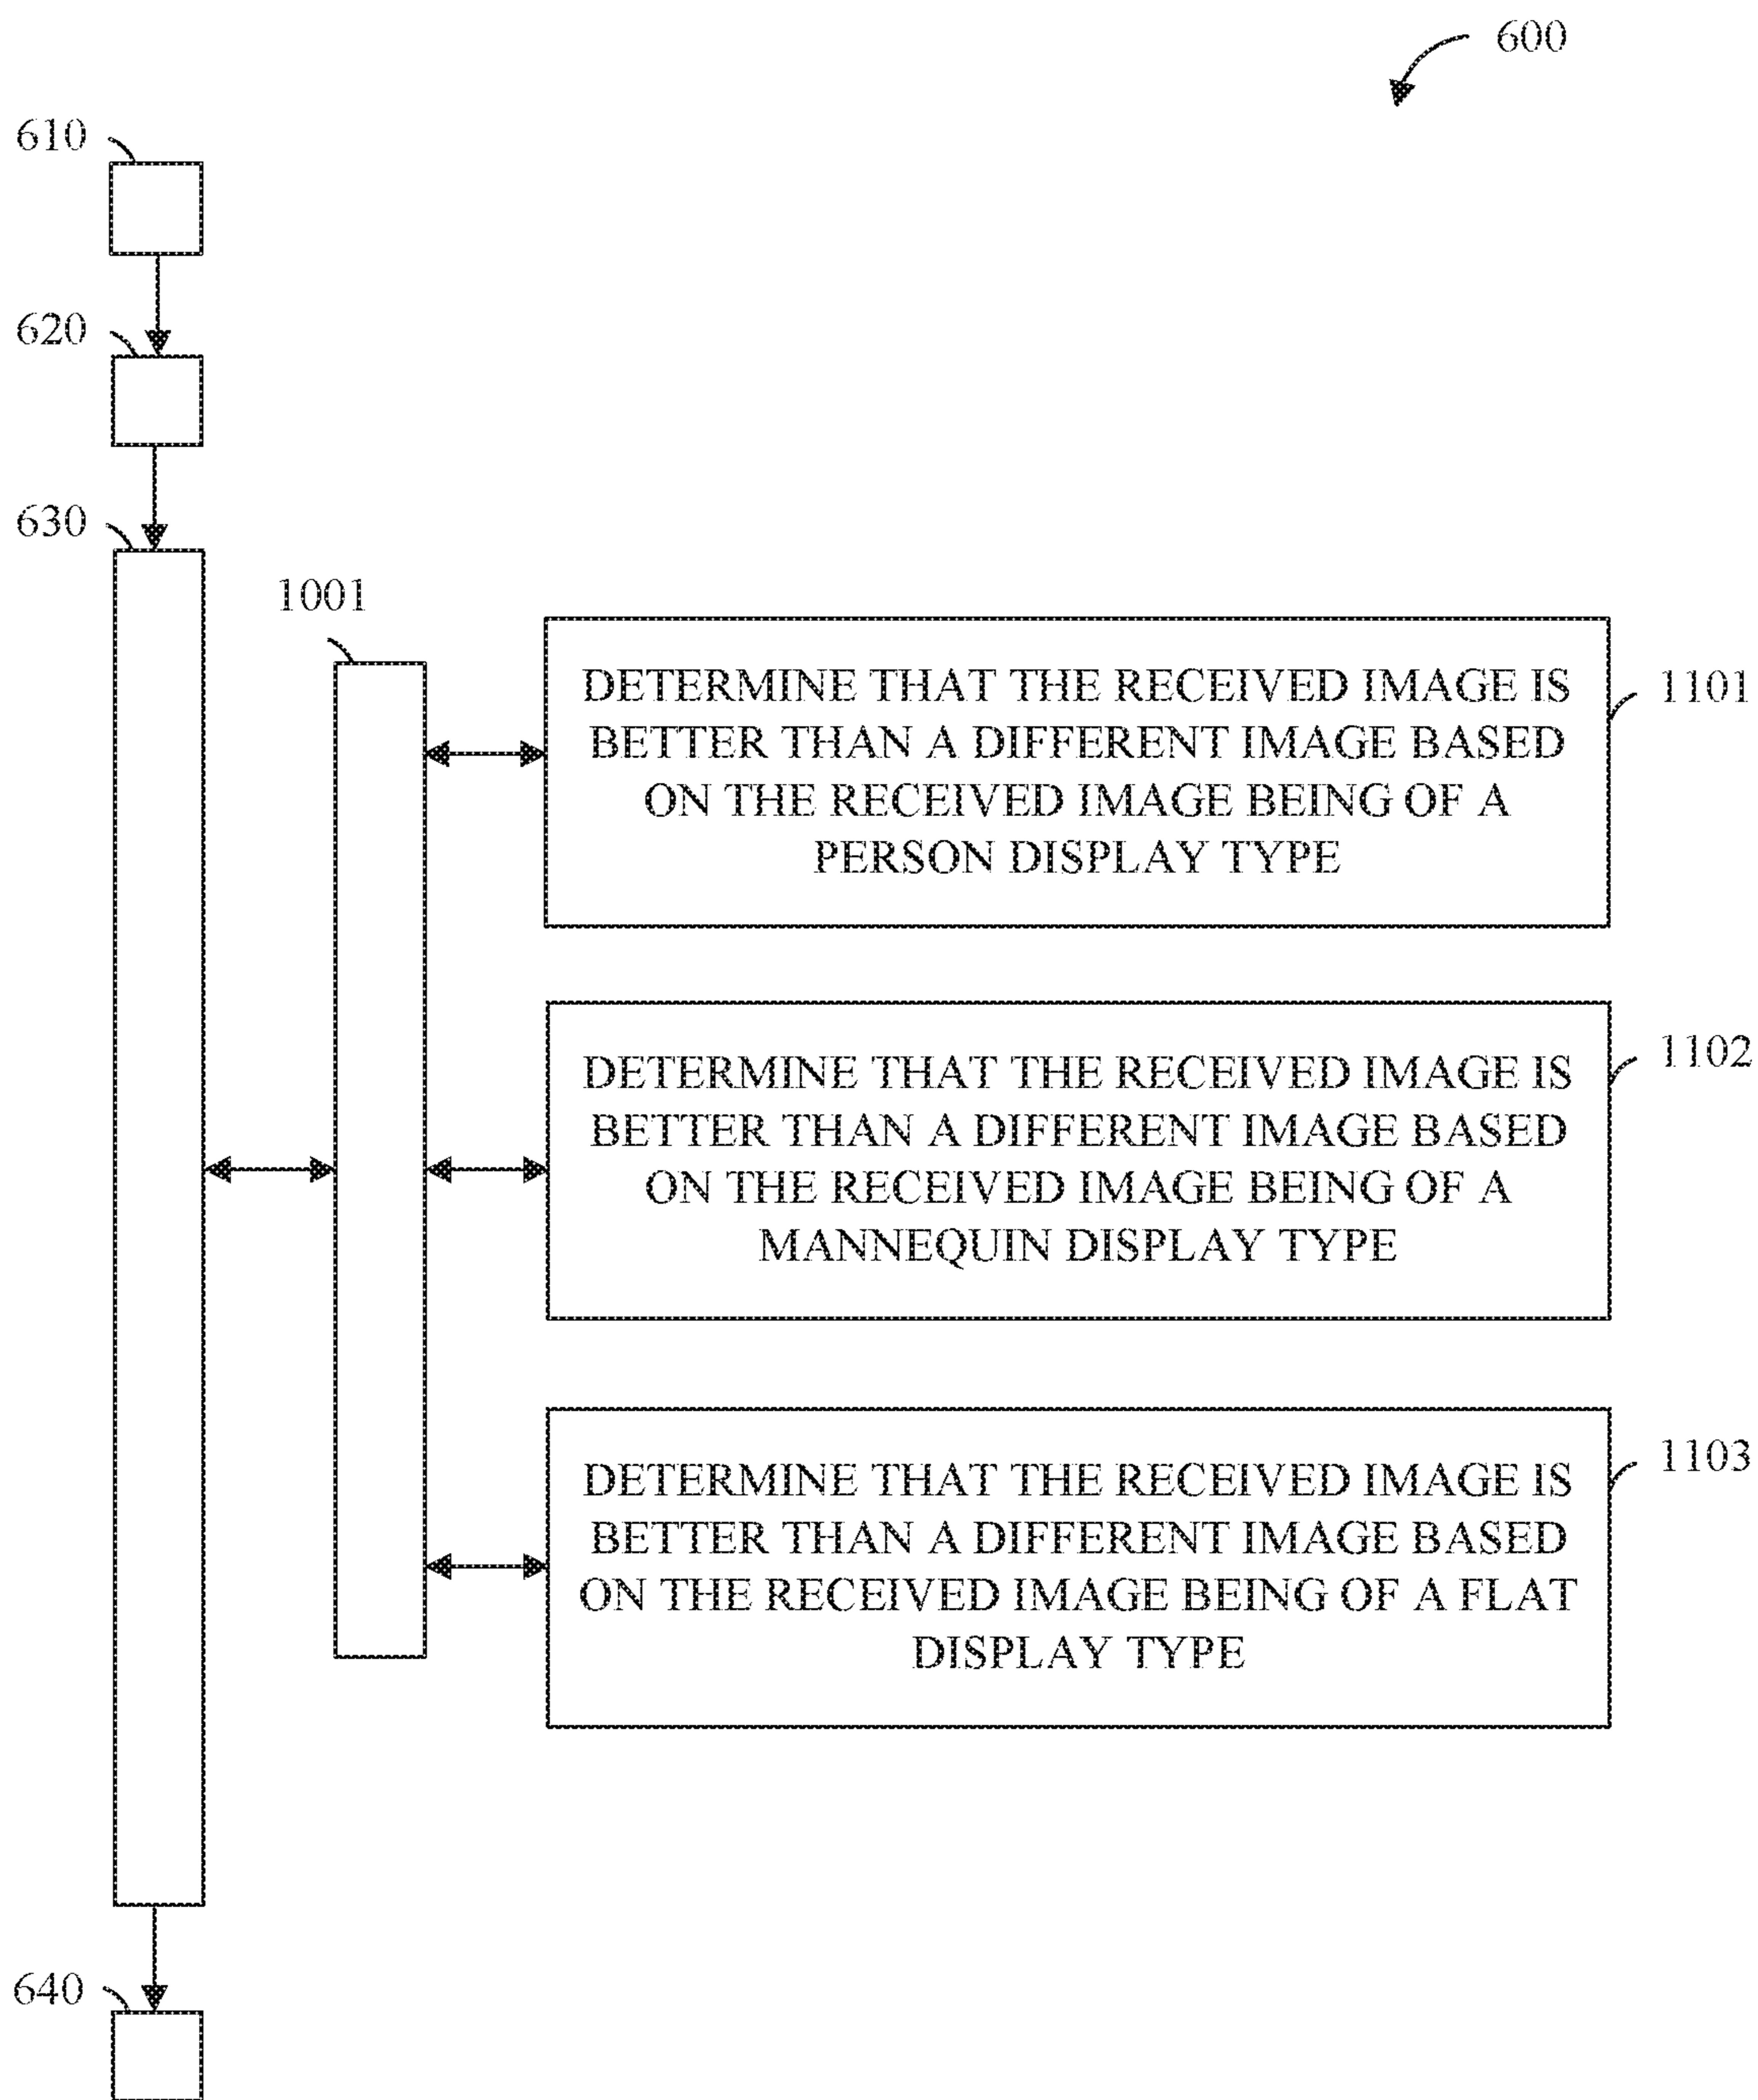 600
610
620
630
1001
DETERMINE THAT THE RECEIVED IMAGE IS
BETTER THAN A DIFFERENT IMAGE BASED
ON THE RECEIVED IMAGE BEING OF A
PERSON DISPLAY TYPE
1101
DETERMINE THAT THE RECEIVED IMAGE IS
BETTER THAN A DIFFERENT IMAGE BASED
ON THE RECEIVED IMAGE BEING OF A
MANNEQUIN DISPLAY TYPE
1102
DETERMINE THAT THE RECEIVED IMAGE IS
BETTER THAN A DIFFERENT IMAGE BASED
ON THE RECEIVED IMAGE BEING OF A FLAT
DISPLAY TYPE
1103
640